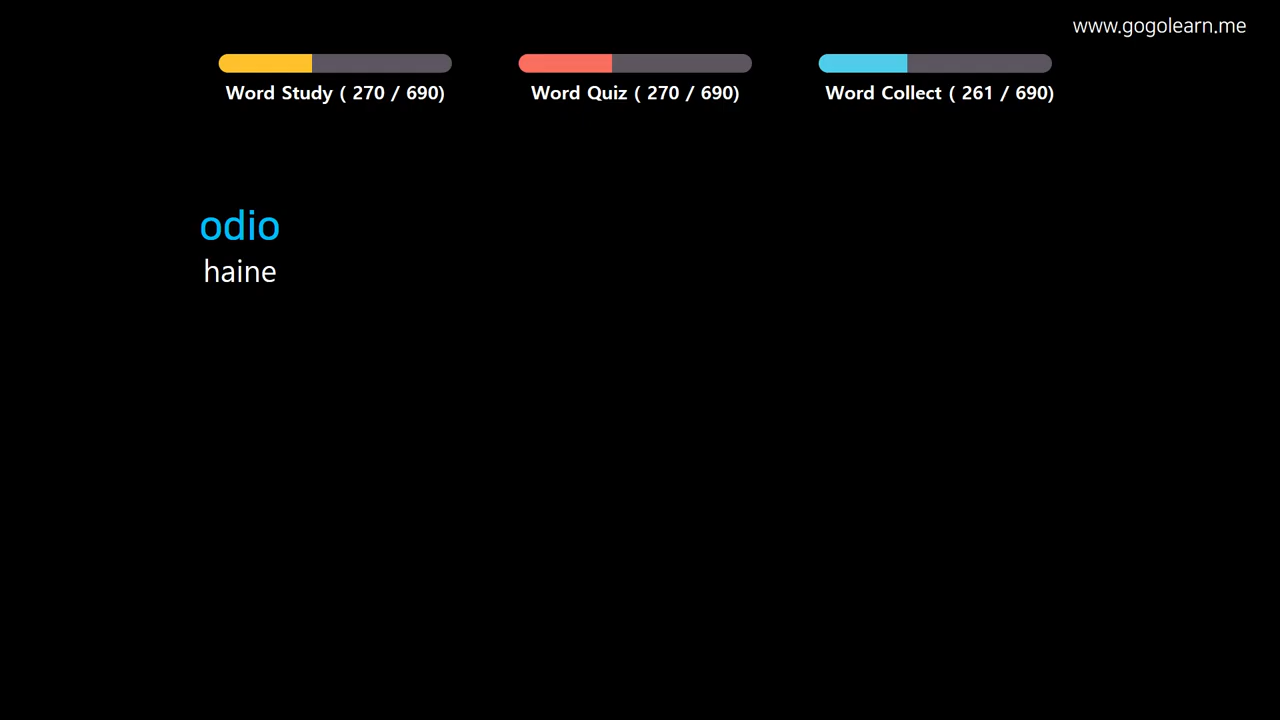 www.gogolearn.me
Word Study ( 270 / 690)
Word Quiz ( 270 / 690)
Word Collect ( 261 / 690)
odio
haine